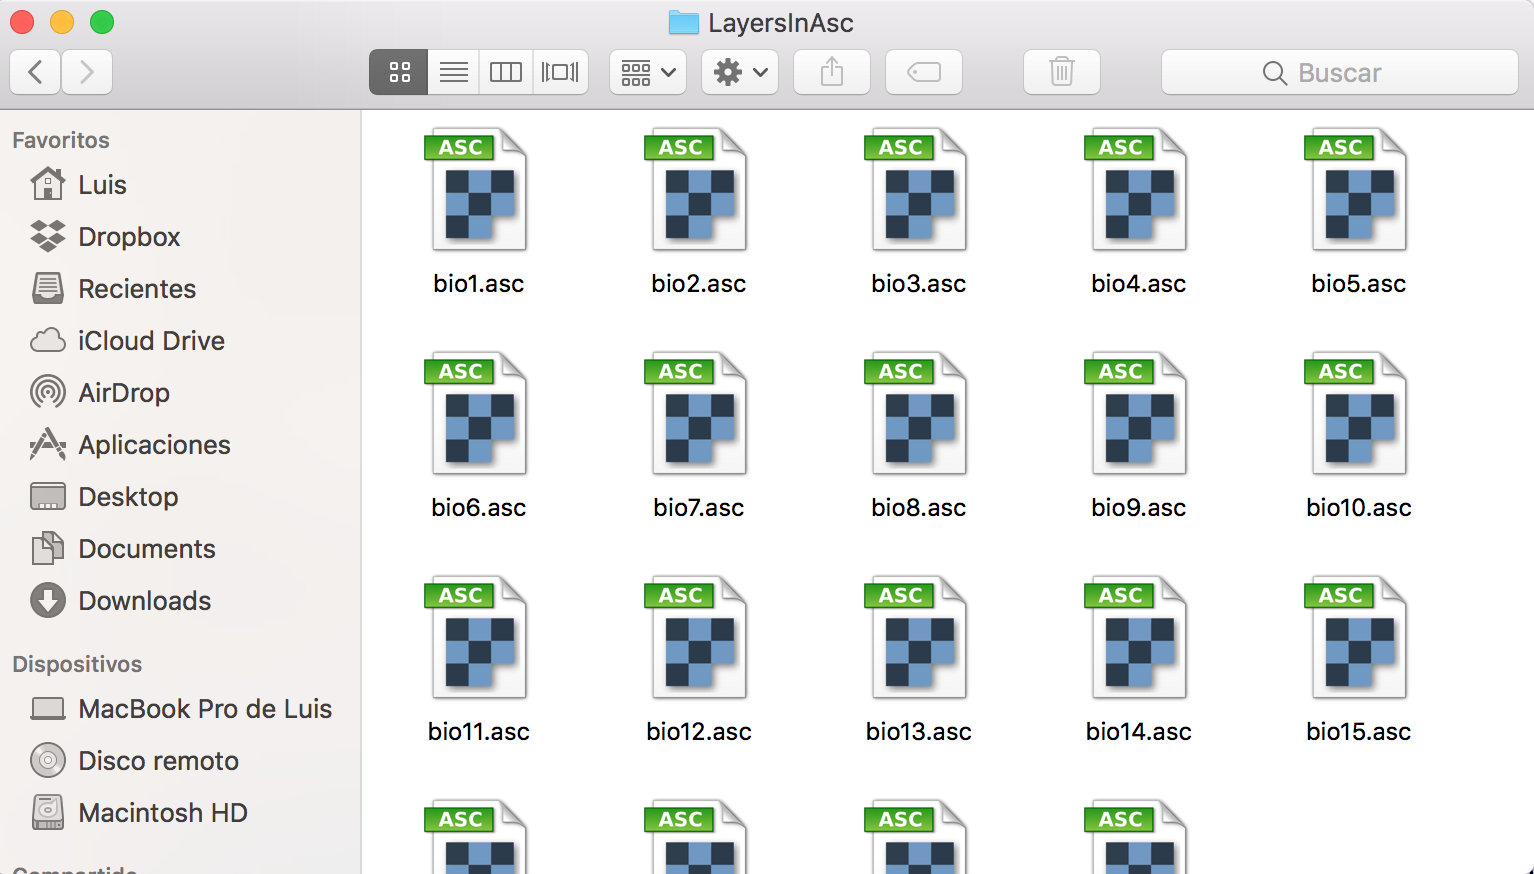 LayersInAsc
Buscar
Favoritos
Luis
Dropbox
Recientes
iCloud Drive
AirDrop
Aplicaciones
Desktop
Documents
Downloads
Dispositivos
MacBook Pro de Luis
Disco remoto
Macintosh HD
ASC ASC ASC ASC ASC
bio1.asc bio2.asc bio3.asc bio4.asc bio5.asc
ASC ASC ASC ASC ASC
bio6.asc bio7.asc bio8.asc bio9.asc bio10.asc
ASC ASC ASC ASC ASC
bio11.asc bio12.asc bio13.asc bio14.asc bio15.asc
ASC ASC ASC ASC